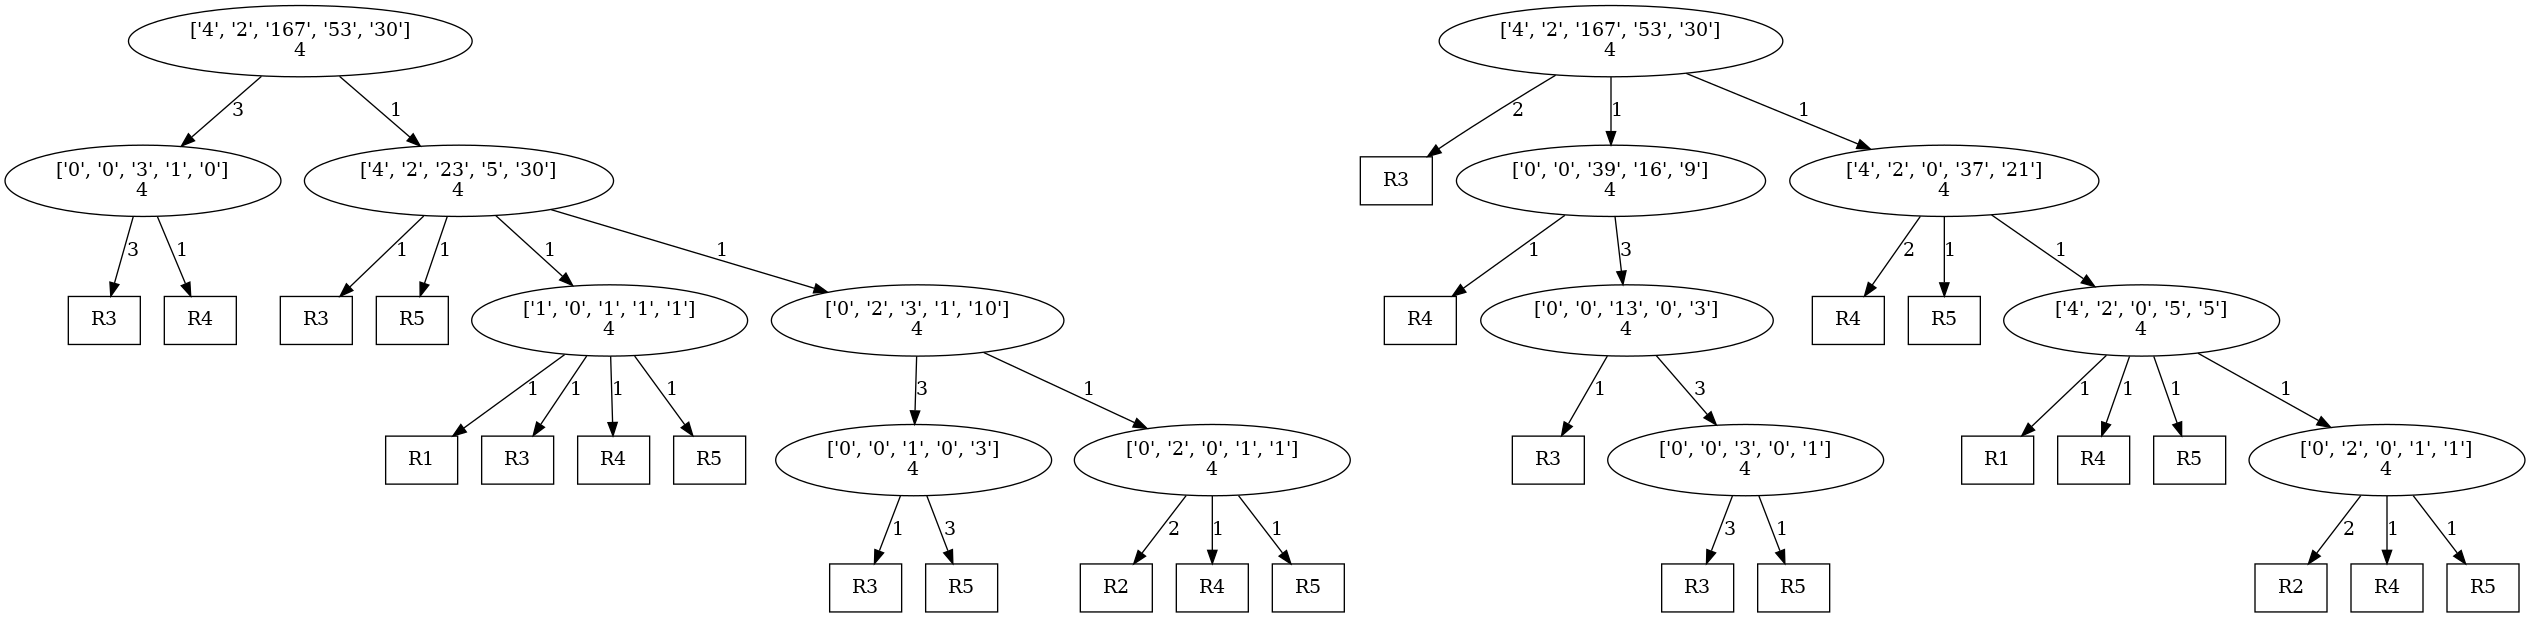 ['4', '2', '167', '53', '30']
4
['4', '2', '167', '53', '30']
4
3
1
2
1
1
['0', '0', '3', '1', '0']
4
['4', '2', '23', '5', '30']
4
R3
['0', '0', '39', '16', '9']
4
['4', '2', '0', '37', '21']
4
3
1
1
1
1
1
1
3
2
1
1
R3
R4
R3
R5
['1', '0', '1', '1', '1']
4
['0', '2', '3', '1', '10']
4
R4
['0', '0', '13', '0', '3']
4
R4
R5
['4', '2', '0', '5', '5']
4
1
1
1
1
3
1
1
3
1
1
1
1
R1
R3
R4
R5
['0', '0', '1', '0', '3']
4
['0', '2', '0', '1', '1']
4
R3
['0', '0', '3', '0', '1']
4
R1
R4
R5
['0', '2', '0', '1', '1']
4
1
3
2
1
1
3
1
2
1
1
R3
R5
R2
R4
R5
R3
R5
R2
R4
R5